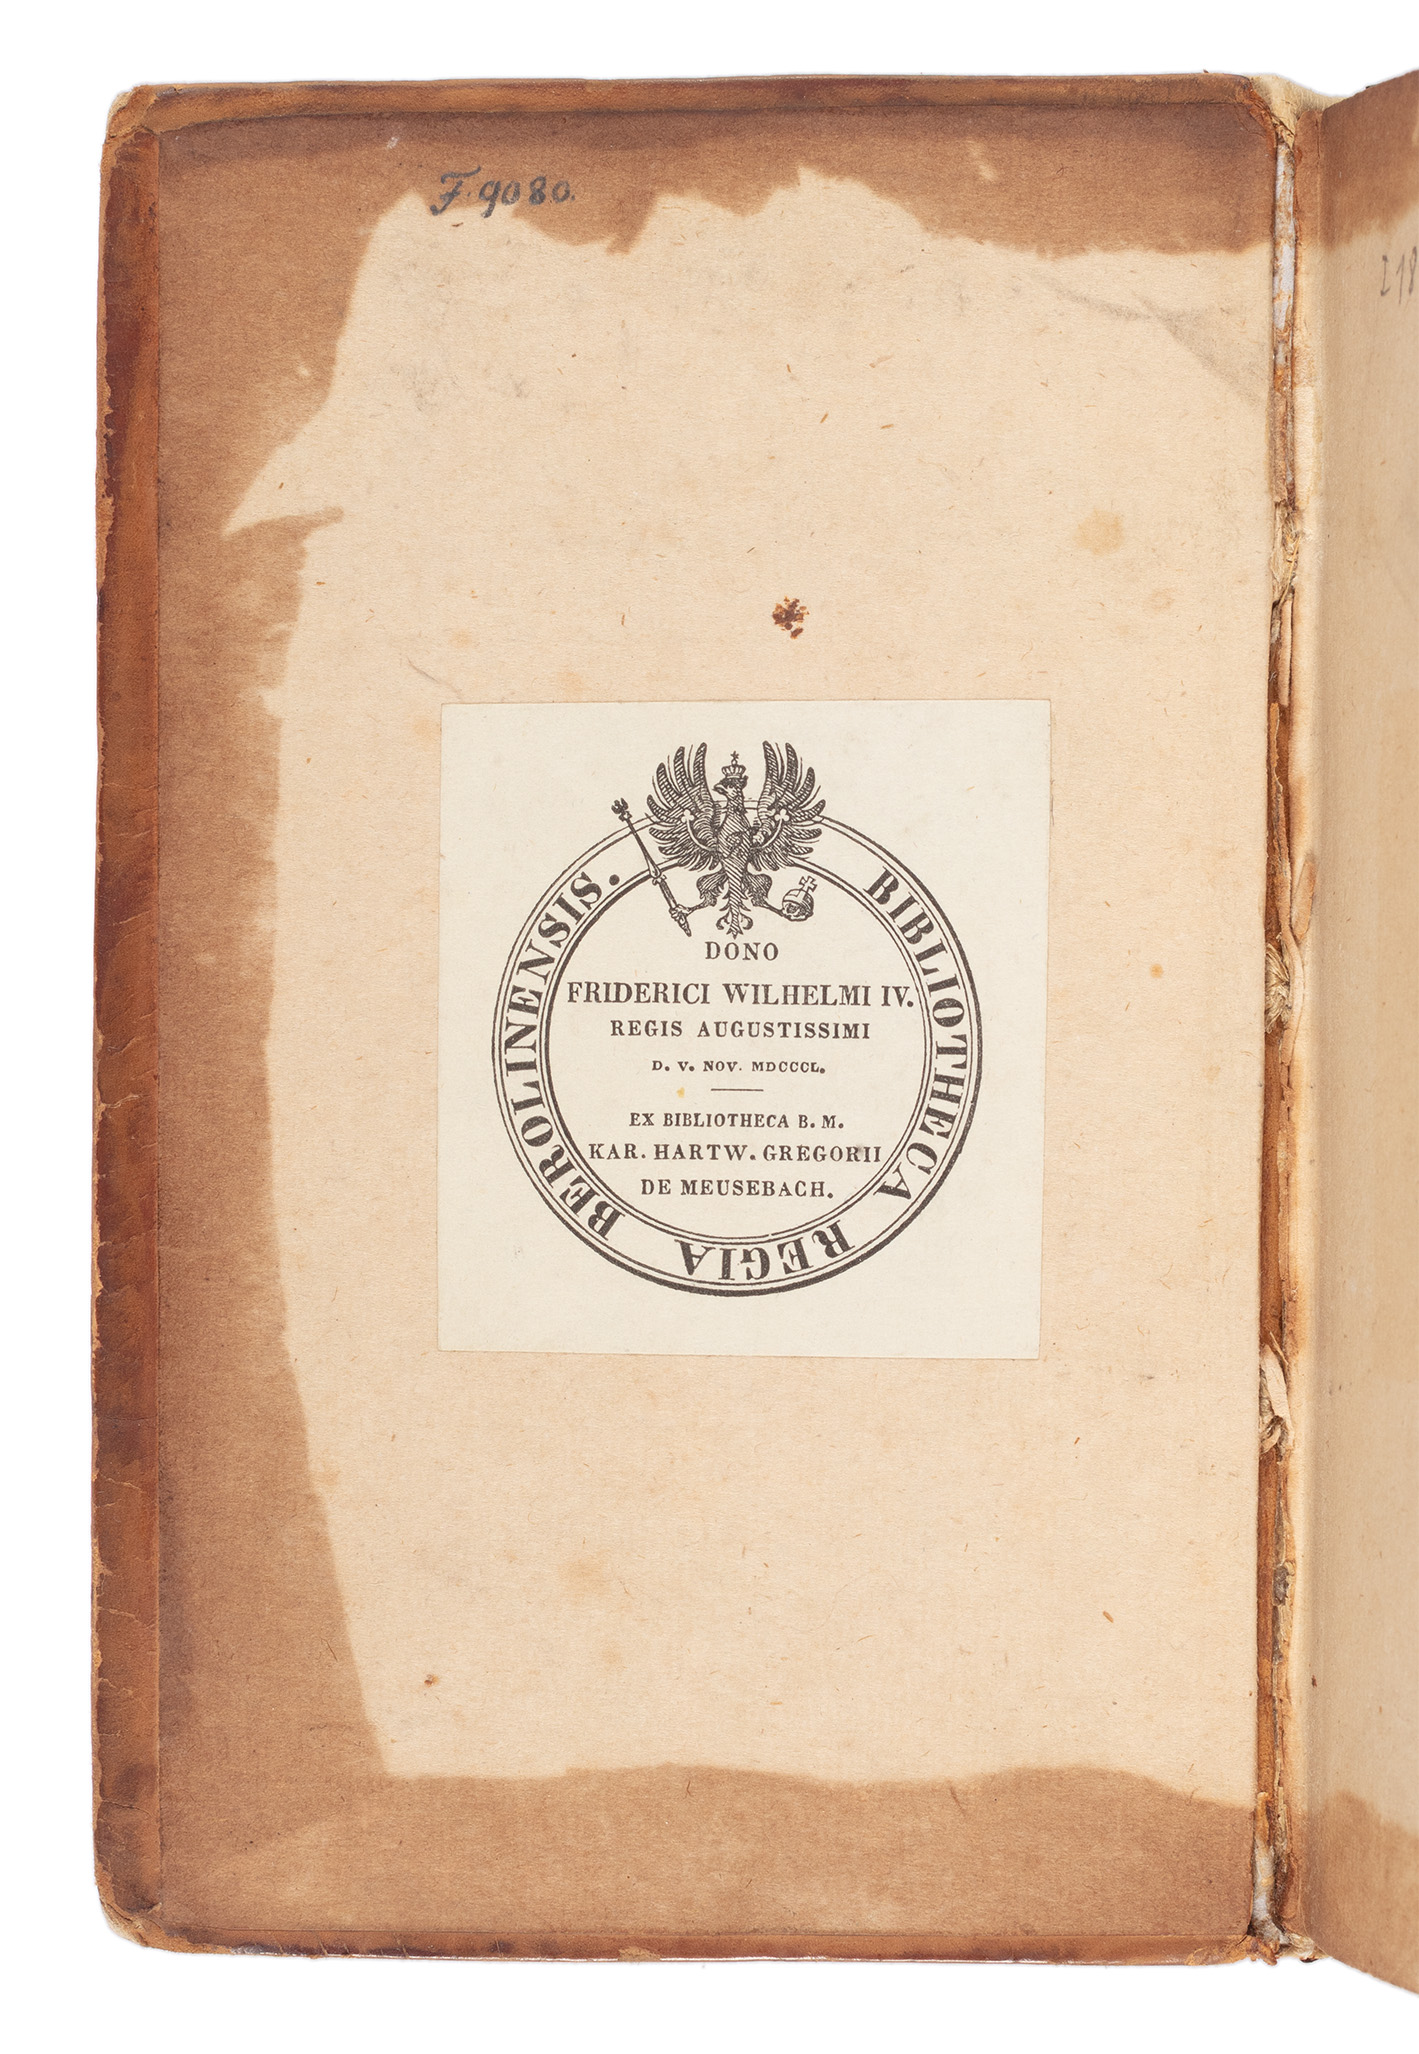 F. 9080.
BIBLIOTHECA REGIA BEROLINENSIS.
DONO
FRIDERICI WILHELMI IV.
REGIS AUGUSTISSIMI
D. V. NOV. MDCCCL.
EX BIBLIOTHECA B. M.
KAR. HARTW. GREGORII
DE MEUSEBACH.